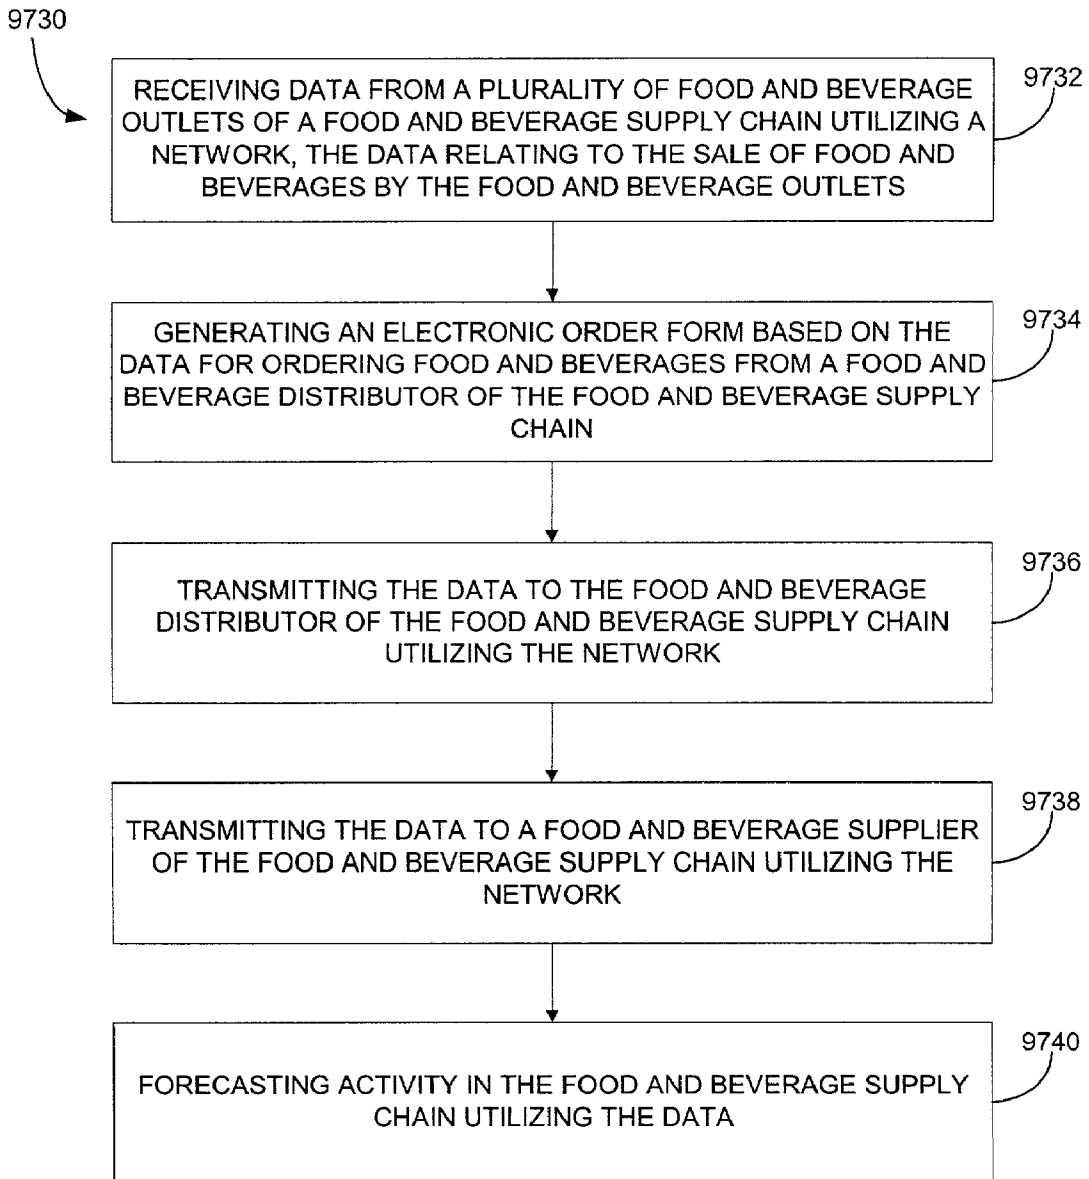 9730
9732
RECEIVING DATA FROM A PLURALITY OF FOOD AND BEVERAGE
OUTLETS OF A FOOD AND BEVERAGE SUPPLY CHAIN UTILIZING A
NETWORK, THE DATA RELATING TO THE SALE OF FOOD AND
BEVERAGES BY THE FOOD AND BEVERAGE OUTLETS
9734
GENERATING AN ELECTRONIC ORDER FORM BASED ON THE
DATA FOR ORDERING FOOD AND BEVERAGES FROM A FOOD AND
BEVERAGE DISTRIBUTOR OF THE FOOD AND BEVERAGE SUPPLY
CHAIN
9736
TRANSMITTING THE DATA TO THE FOOD AND BEVERAGE
DISTRIBUTOR OF THE FOOD AND BEVERAGE SUPPLY CHAIN
UTILIZING THE NETWORK
9738
TRANSMITTING THE DATA TO A FOOD AND BEVERAGE SUPPLIER
OF THE FOOD AND BEVERAGE SUPPLY CHAIN UTILIZING THE
NETWORK
9740
FORECASTING ACTIVITY IN THE FOOD AND BEVERAGE SUPPLY
CHAIN UTILIZING THE DATA